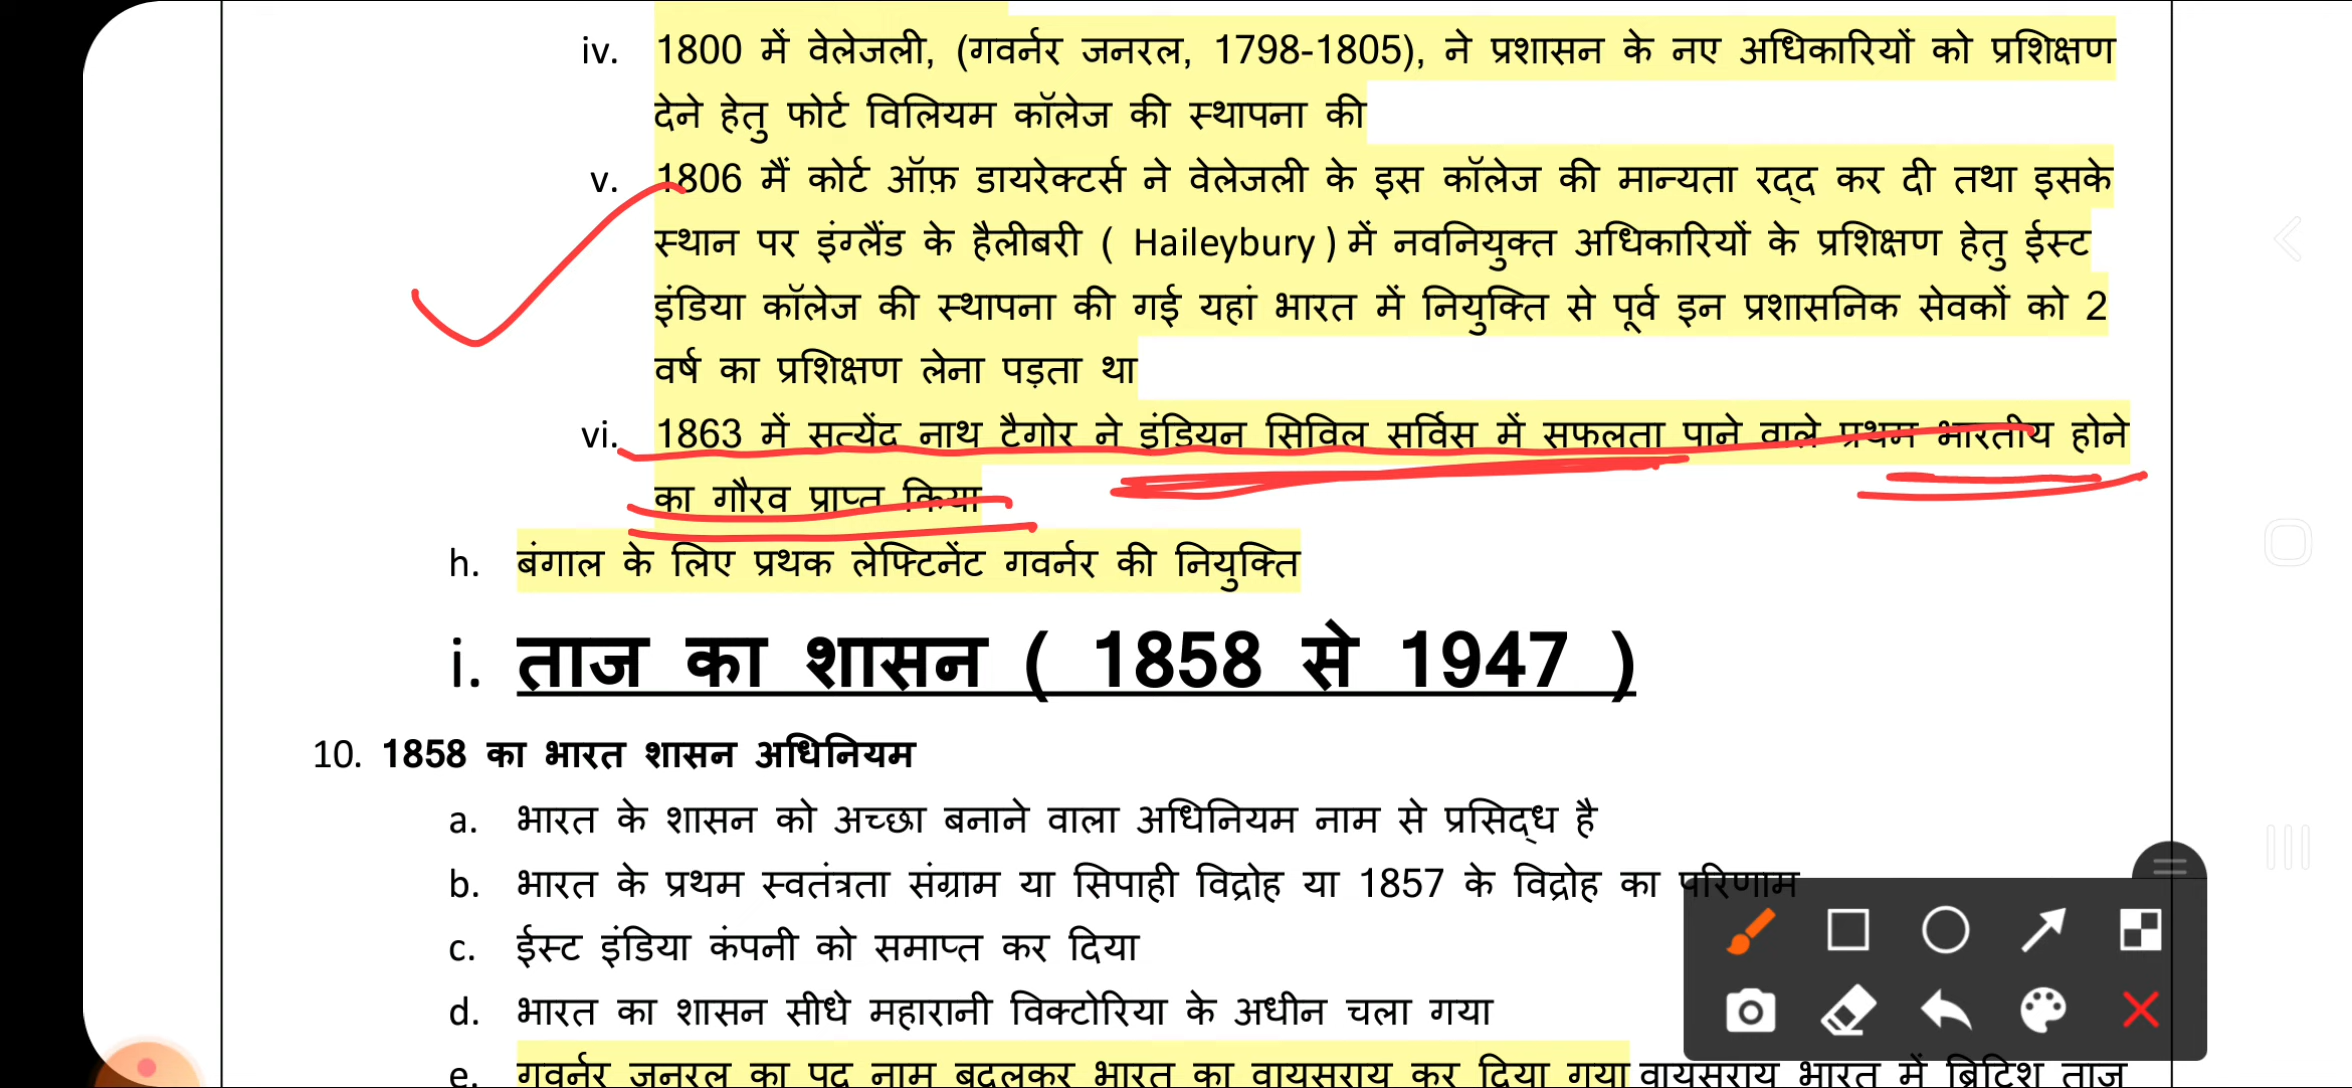 iv. 1800 में वेलेजली, (गवर्नर जनरल, 1798-1805), ने प्रशासन के नए अधिकारियों को प्रशिक्षण
देने हेतु फोर्ट विलियम कॉलेज की स्थापना की
v. 1806 मैं कोर्ट ऑफ़ डायरेक्टर्स ने वेलेजली के इस कॉलेज की मान्यता रद्द कर दी तथा इसके
स्थान पर इंग्लैंड के हैलीबरी ( Haileybury ) में नवनियुक्त अधिकारियों के प्रशिक्षण हेतु ईस्ट
इंडिया कॉलेज की स्थापना की गई यहां भारत में नियुक्ति से पूर्व इन प्रशासनिक सेवकों को 2
वर्ष का प्रशिक्षण लेना पड़ता था
vi. 1863 में सत्येंद्र नाथ टैगोर ने इंडियन सिविल सर्विस में सफलता पाने वाले प्रथम भारतीय होने
का गौरव प्राप्त किया
h. बंगाल के लिए प्रथक लेफ्टिनेंट गवर्नर की नियुक्ति
i. ताज का शासन ( 1858 से 1947 )
10. 1858 का भारत शासन अधिनियम
a. भारत के शासन को अच्छा बनाने वाला अधिनियम नाम से प्रसिद्ध है
b. भारत के प्रथम स्वतंत्रता संग्राम या सिपाही विद्रोह या 1857 के विद्रोह का परिणाम
c. ईस्ट इंडिया कंपनी को समाप्त कर दिया
d. भारत का शासन सीधे महारानी विक्टोरिया के अधीन चला गया
e. गवर्नर जनरल का पद नाम बदलकर भारत का वायसराय कर दिया गया वायसराय भारत में ब्रिटिश ताज